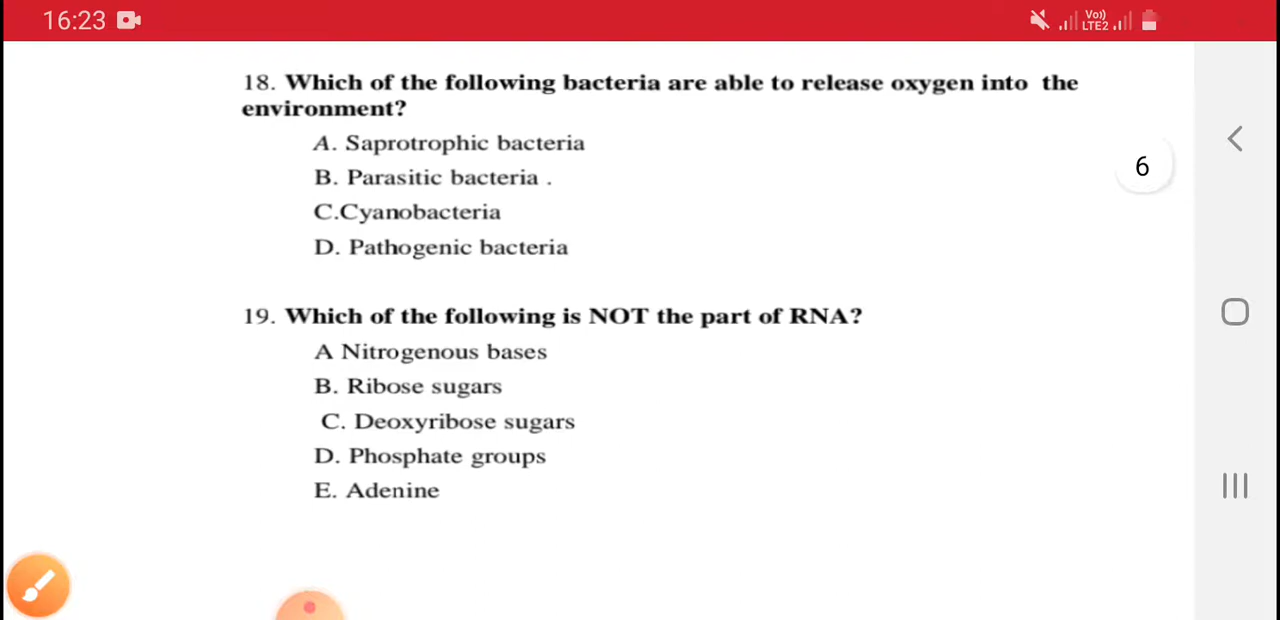 16:23
Vo))
LTE2
18. Which of the following bacteria are able to release oxygen into the
environment?
A. Saprotrophic bacteria
B. Parasitic bacteria .
C.Cyanobacteria
D. Pathogenic bacteria
6
19. Which of the following is NOT the part of RNA?
A Nitrogenous bases
B. Ribose sugars
C. Deoxyribose sugars
D. Phosphate groups
E. Adenine